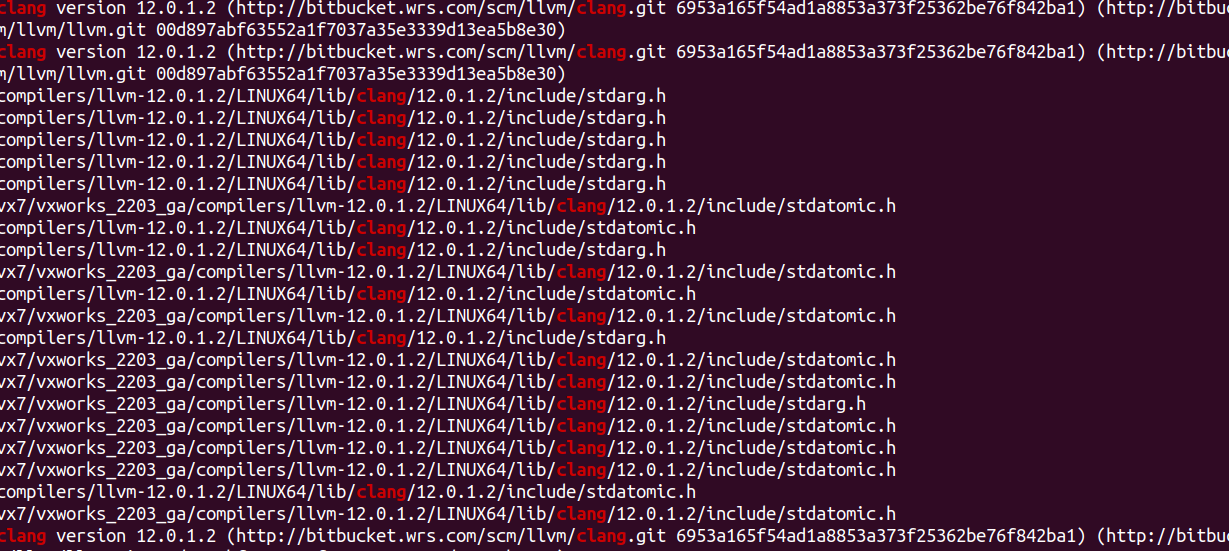 clang version 12.0.1.2 (http://bitbucket.wrs.com/scm/llvm/clang.git 6953a165f54ad1a8853a373f25362be76f842ba1) (http://bitbu
m/llvm/llvm.git 00d897abf63552a1f7037a35e3339d13ea5b8e30)
clang version 12.0.1.2 (http://bitbucket.wrs.com/scm/llvm/clang.git 6953a165f54ad1a8853a373f25362be76f842ba1) (http://bitbu
m/llvm/llvm.git 00d897abf63552a1f7037a35e3339d13ea5b8e30)
compilers/llvm-12.0.1.2/LINUX64/lib/clang/12.0.1.2/include/stdarg.h
compilers/llvm-12.0.1.2/LINUX64/lib/clang/12.0.1.2/include/stdarg.h
compilers/llvm-12.0.1.2/LINUX64/lib/clang/12.0.1.2/include/stdarg.h
compilers/llvm-12.0.1.2/LINUX64/lib/clang/12.0.1.2/include/stdarg.h
compilers/llvm-12.0.1.2/LINUX64/lib/clang/12.0.1.2/include/stdarg.h
vx7/vxworks_2203_ga/compilers/llvm-12.0.1.2/LINUX64/lib/clang/12.0.1.2/include/stdatomic.h
compilers/llvm-12.0.1.2/LINUX64/lib/clang/12.0.1.2/include/stdatomic.h
compilers/llvm-12.0.1.2/LINUX64/lib/clang/12.0.1.2/include/stdarg.h
vx7/vxworks_2203_ga/compilers/llvm-12.0.1.2/LINUX64/lib/clang/12.0.1.2/include/stdatomic.h
compilers/llvm-12.0.1.2/LINUX64/lib/clang/12.0.1.2/include/stdatomic.h
vx7/vxworks_2203_ga/compilers/llvm-12.0.1.2/LINUX64/lib/clang/12.0.1.2/include/stdatomic.h
compilers/llvm-12.0.1.2/LINUX64/lib/clang/12.0.1.2/include/stdarg.h
vx7/vxworks_2203_ga/compilers/llvm-12.0.1.2/LINUX64/lib/clang/12.0.1.2/include/stdatomic.h
vx7/vxworks_2203_ga/compilers/llvm-12.0.1.2/LINUX64/lib/clang/12.0.1.2/include/stdatomic.h
vx7/vxworks_2203_ga/compilers/llvm-12.0.1.2/LINUX64/lib/clang/12.0.1.2/include/stdarg.h
vx7/vxworks_2203_ga/compilers/llvm-12.0.1.2/LINUX64/lib/clang/12.0.1.2/include/stdatomic.h
vx7/vxworks_2203_ga/compilers/llvm-12.0.1.2/LINUX64/lib/clang/12.0.1.2/include/stdatomic.h
vx7/vxworks_2203_ga/compilers/llvm-12.0.1.2/LINUX64/lib/clang/12.0.1.2/include/stdatomic.h
compilers/llvm-12.0.1.2/LINUX64/lib/clang/12.0.1.2/include/stdatomic.h
vx7/vxworks_2203_ga/compilers/llvm-12.0.1.2/LINUX64/lib/clang/12.0.1.2/include/stdatomic.h
clang version 12.0.1.2 (http://bitbucket.wrs.com/scm/llvm/clang.git 6953a165f54ad1a8853a373f25362be76f842ba1) (http://bitbu